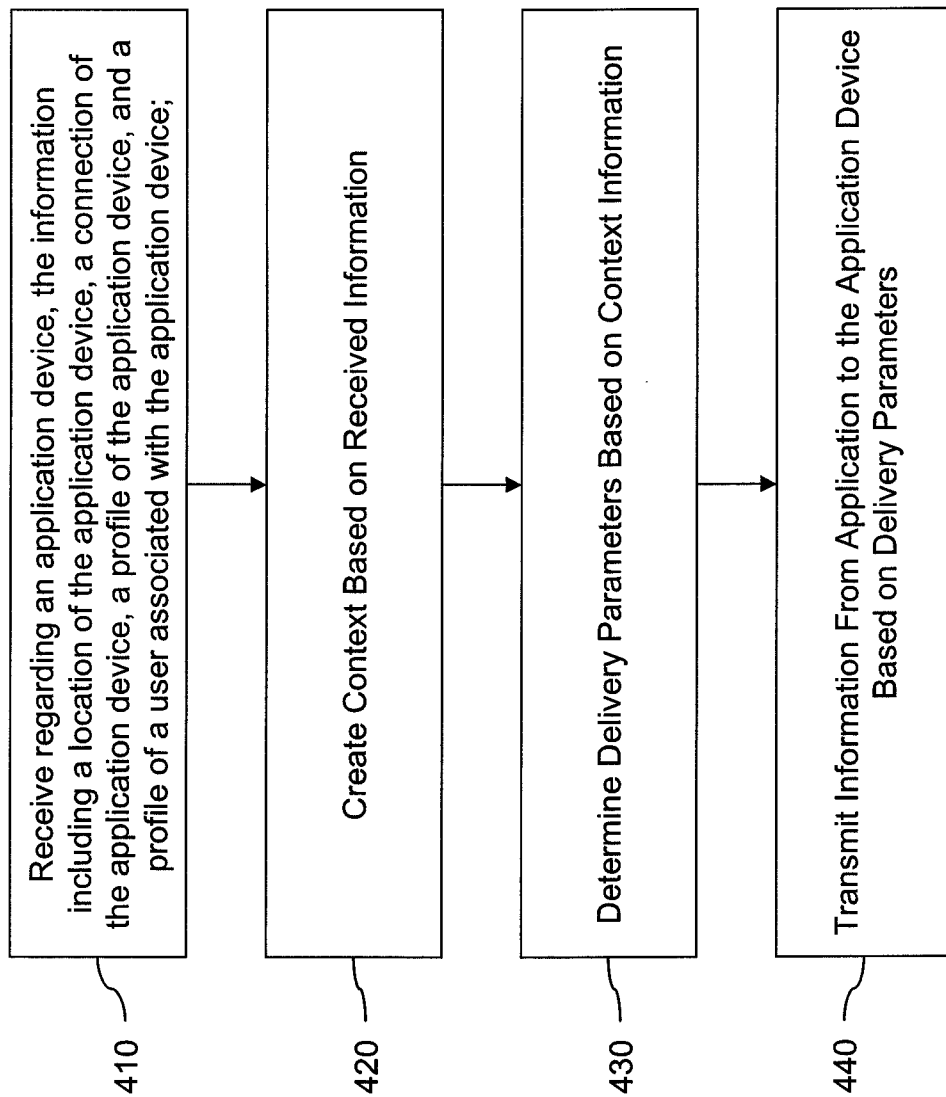 410
Receive regarding an application device, the information
including a location of the application device, a connection of
the application device, a profile of the application device, and a
profile of a user associated with the application device;
420
Create Context Based on Received Information
430
Determine Delivery Parameters Based on Context Information
440
Transmit Information From Application to the Application Device
Based on Delivery Parameters